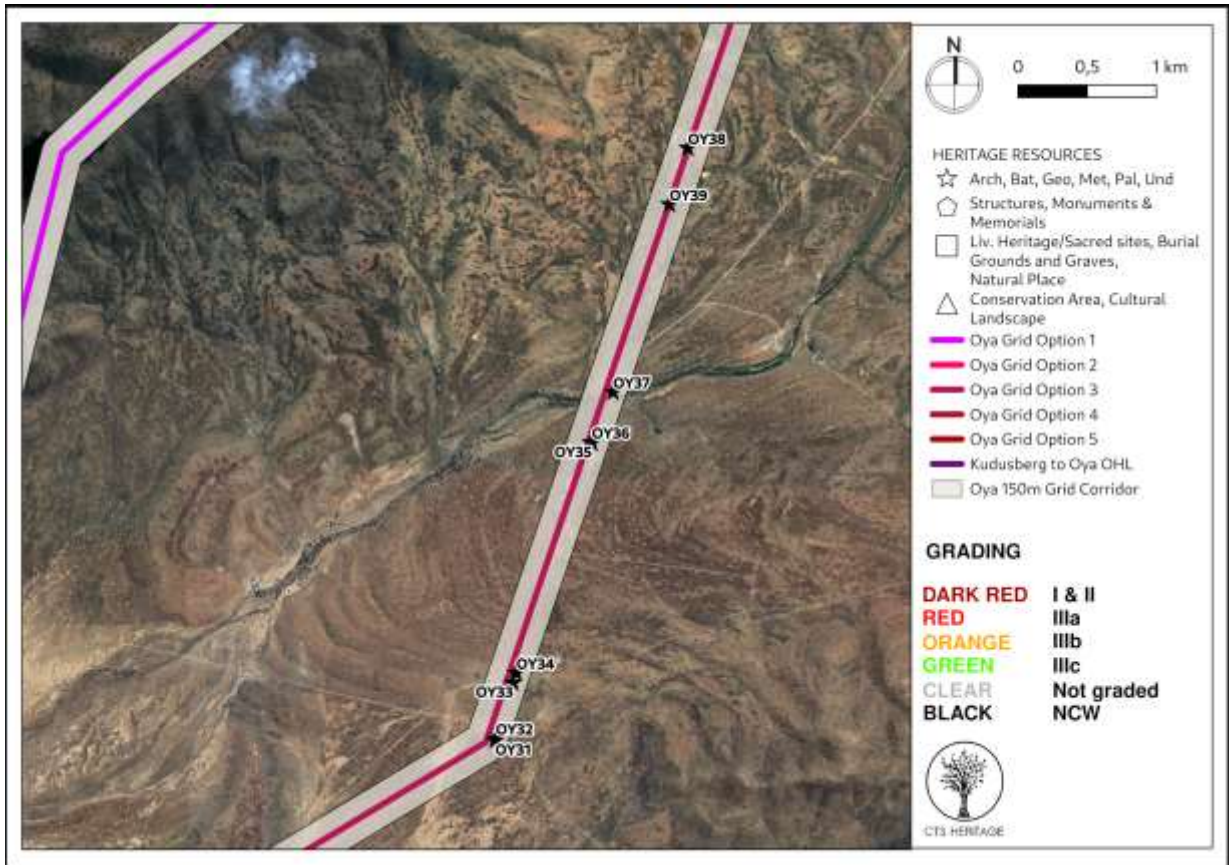 OY38
OY39
OY37
OY36
OY35
OY34
OY33
OY32
OY31
N
0 0,5 1 km
HERITAGE RESOURCES
Arch, Bat, Geo, Met, Pal, Und
Structures, Monuments &
Memorials
Liv. Heritage/Sacred sites, Burial
Grounds and Graves,
Natural Place
Conservation Area, Cultural
Landscape
Oya Grid Option 1
Oya Grid Option 2
Oya Grid Option 3
Oya Grid Option 4
Oya Grid Option 5
Kudusberg to Oya OHL
Oya 150m Grid Corridor
GRADING
DARK RED I & II
RED IIIa
ORANGE IIIb
GREEN IIIc
CLEAR Not graded
BLACK NCW
CTS HERITAGE